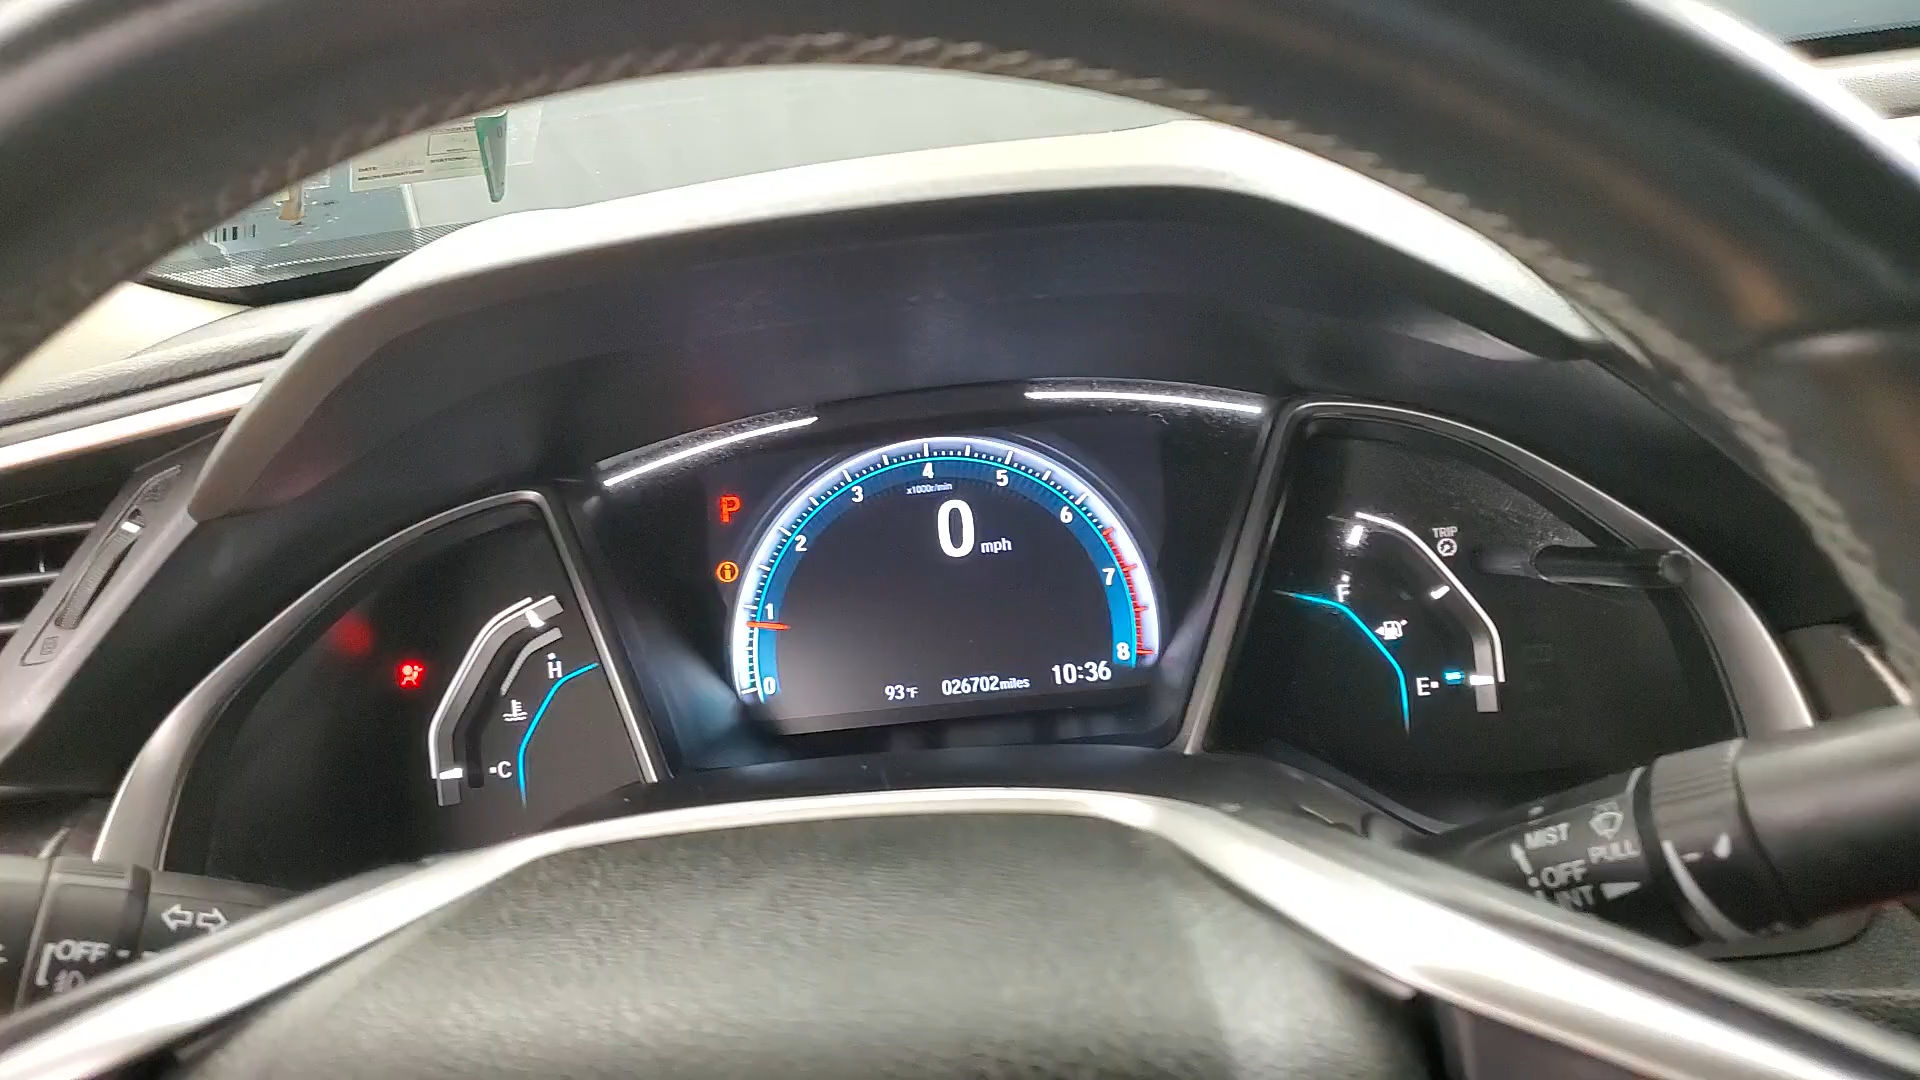 4
3
5
x1000r/min
2
6
0 mph
P
1
7
0
8
93°F
026702miles
10:36
H
C
TRIP
F
E
MIST
OFF
INT
PULL
OFF